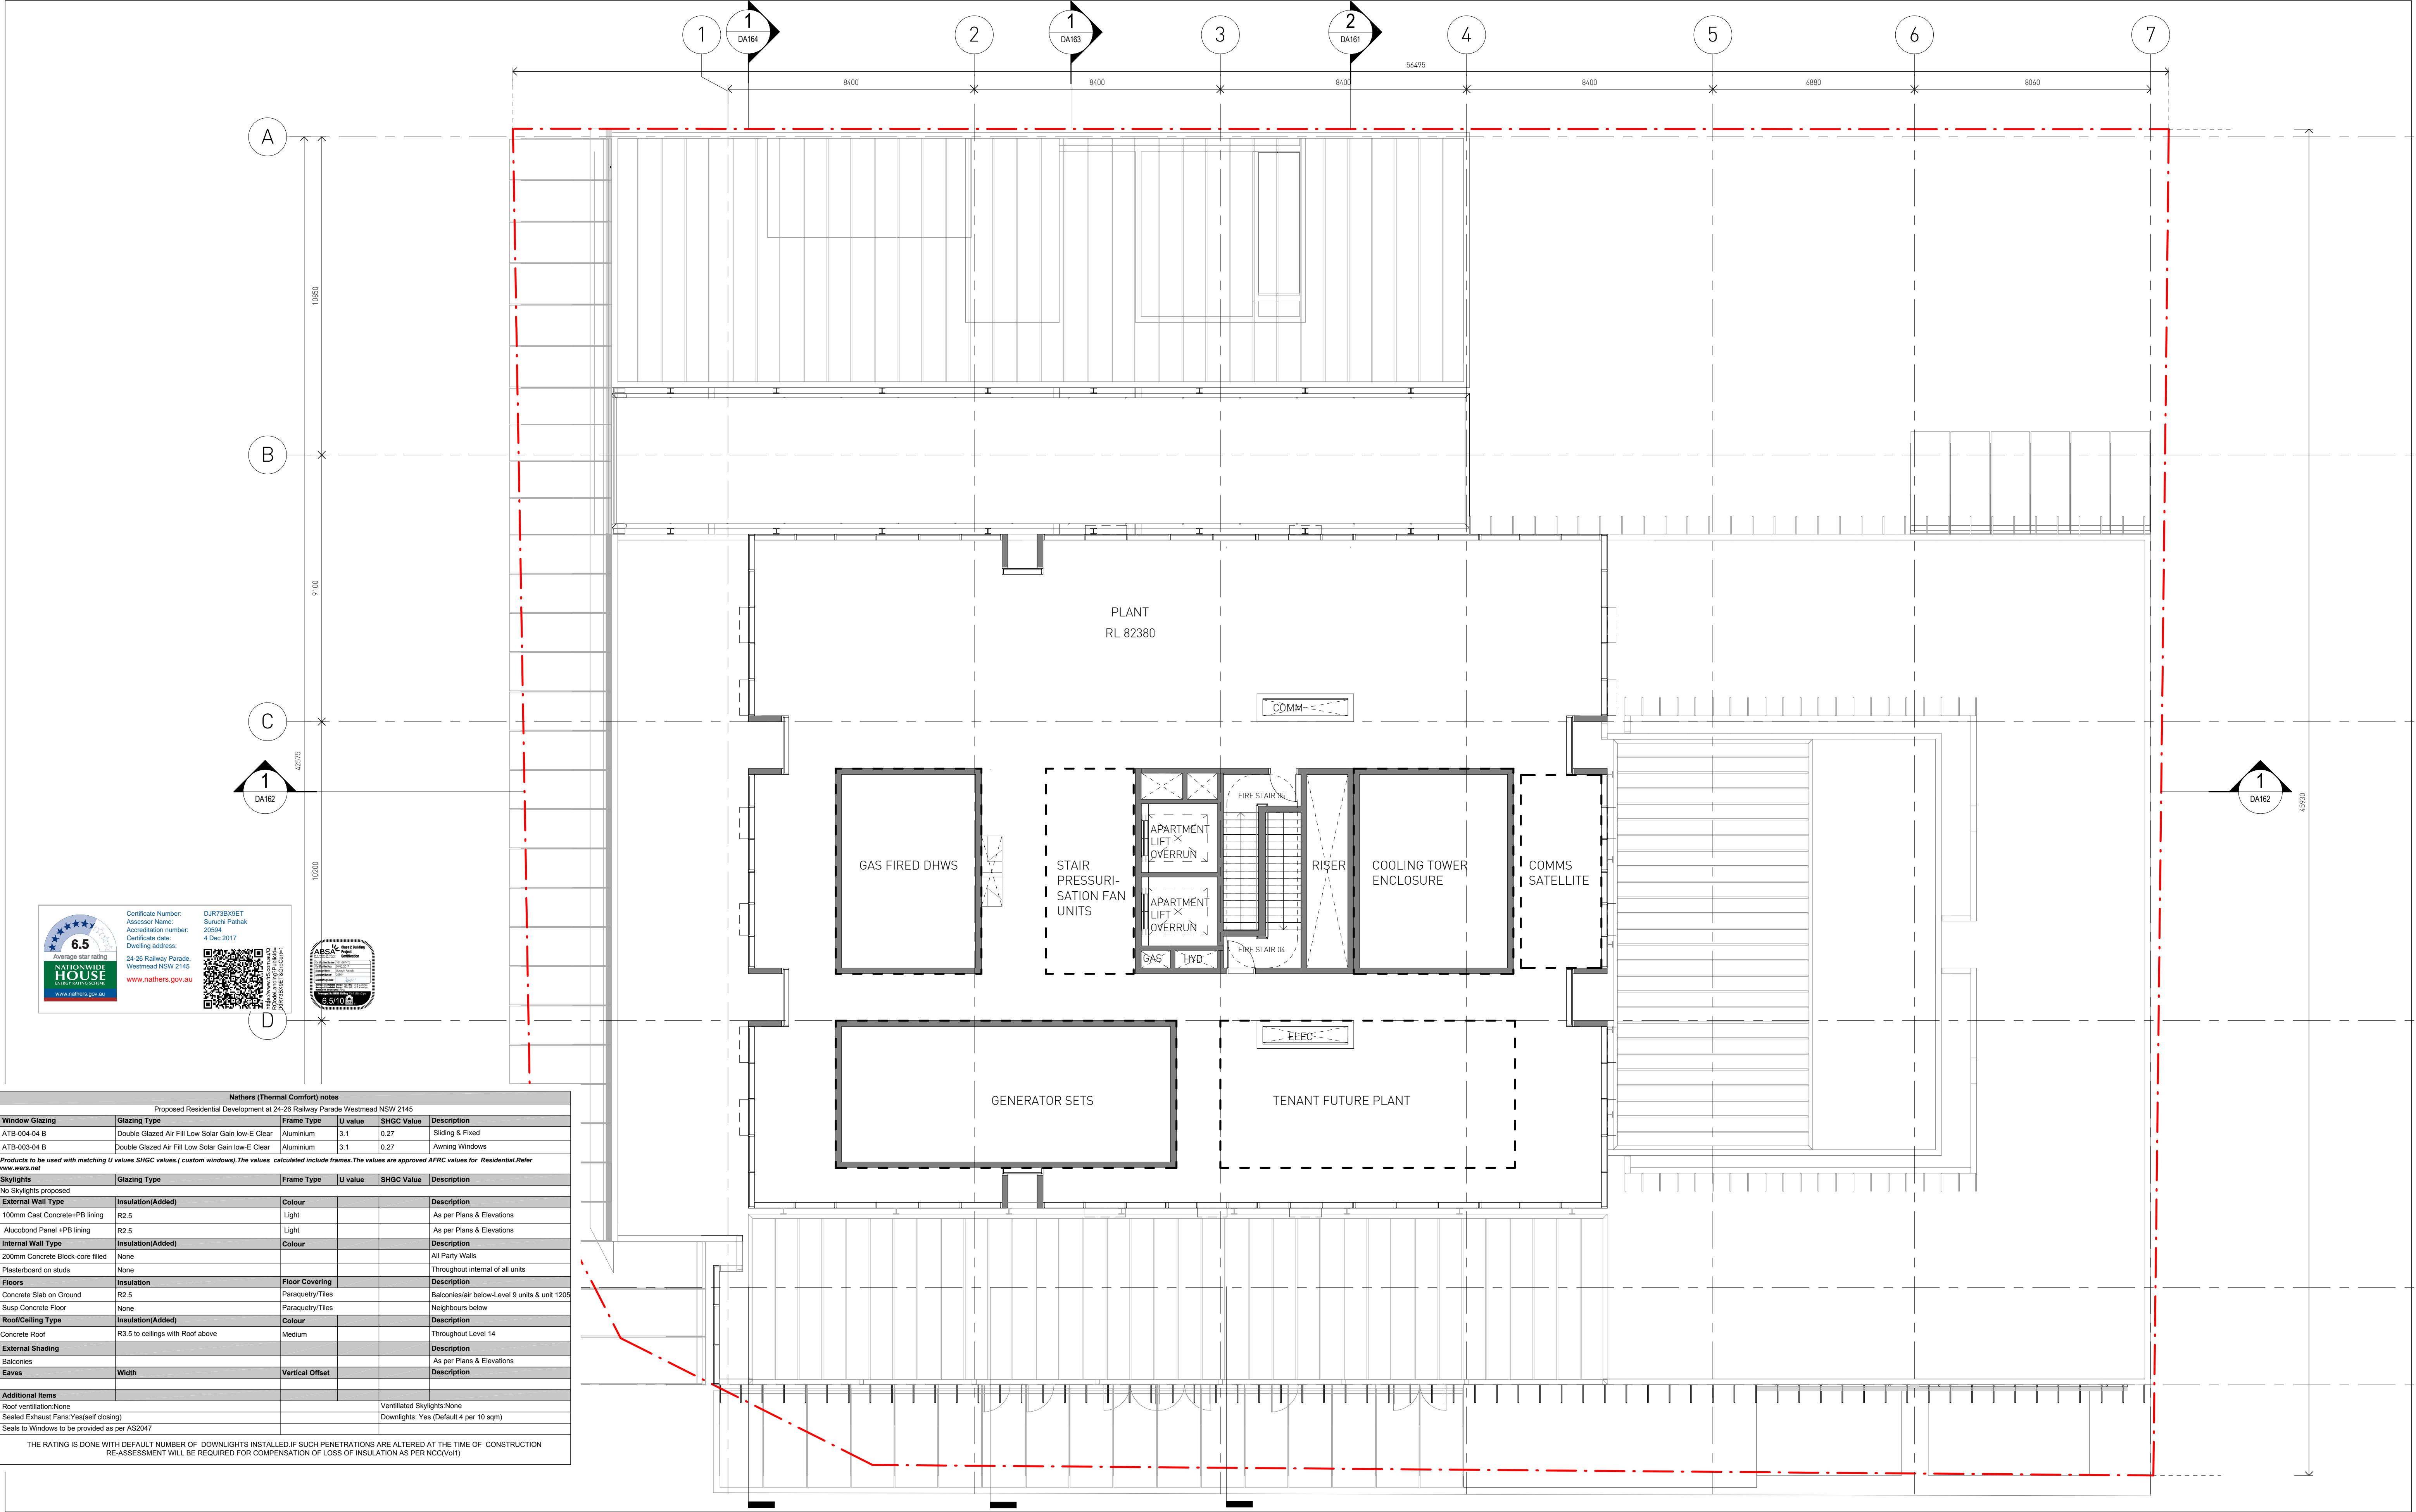 1
1
DA164
2
1
DA163
3
2
DA161
4
5
6
7
56495
8400
8400
8400
8400
6880
8060
A
B
C
D
10850
9100
42575
10200
45930
1
DA162
1
DA162
PLANT
RL 82380
COMM
FIRE STAIR 05
APARTMENT
LIFT
OVERRUN
APARTMENT
LIFT
OVERRUN
FIRE STAIR 04
GAS
HYD
RISER
GAS FIRED DHWS
STAIR
PRESSURI-
SATION FAN
UNITS
COOLING TOWER
ENCLOSURE
COMMS
SATELLITE
ELEC
GENERATOR SETS
TENANT FUTURE PLANT
6.5
Average star rating
NATIONWIDE
HOUSE
ENERGY RATING SCHEME
www.nathers.gov.au
Certificate Number: DJR73BX9ET
Assessor Name: Suruchi Pathak
Accreditation number: 20594
Certificate date: 4 Dec 2017
Dwelling address:
24-26 Railway Parade,
Westmead NSW 2145
www.nathers.gov.au
ABSA
Class 2 Building
Project
Certification
6.5/10
Nathers (Thermal Comfort) notes
Proposed Residential Development at 24-26 Railway Parade Westmead NSW 2145
Window Glazing Glazing Type Frame Type U value SHGC Value Description
ATB-004-04 B Double Glazed Air Fill Low Solar Gain low-E Clear Aluminium 3.1 0.27 Sliding & Fixed
ATB-003-04 B Double Glazed Air Fill Low Solar Gain low-E Clear Aluminium 3.1 0.27 Awning Windows
Products to be used with matching U values SHGC values.( custom windows).The values calculated include frames.The values are approved AFRC values for Residential.Refer
www.wers.net
Skylights Glazing Type Frame Type U value SHGC Value Description
No Skylights proposed
External Wall Type Insulation(Added) Colour Description
100mm Cast Concrete+PB lining R2.5 Light As per Plans & Elevations
Alucobond Panel +PB lining R2.5 Light As per Plans & Elevations
Internal Wall Type Insulation(Added) Colour Description
200mm Concrete Block-core filled None All Party Walls
Plasterboard on studs None Throughout internal of all units
Floors Insulation Floor Covering Description
Concrete Slab on Ground R2.5 Paraquetry/Tiles Balconies/air below-Level 9 units & unit 1205
Susp Concrete Floor None Paraquetry/Tiles Neighbours below
Roof/Ceiling Type Insulation(Added) Colour Description
Concrete Roof R3.5 to ceilings with Roof above Medium Throughout Level 14
External Shading Description
Balconies As per Plans & Elevations
Eaves Width Vertical Offset Description
Additional Items
Roof ventilation:None Ventillated Skylights:None
Sealed Exhaust Fans:Yes(self closing) Downlights: Yes (Default 4 per 10 sqm)
Seals to Windows to be provided as per AS2047
THE RATING IS DONE WITH DEFAULT NUMBER OF DOWNLIGHTS INSTALLED.IF SUCH PENETRATIONS ARE ALTERED AT THE TIME OF CONSTRUCTION
RE-ASSESSMENT WILL BE REQUIRED FOR COMPENSATION OF LOSS OF INSULATION AS PER NCC(Vol1)